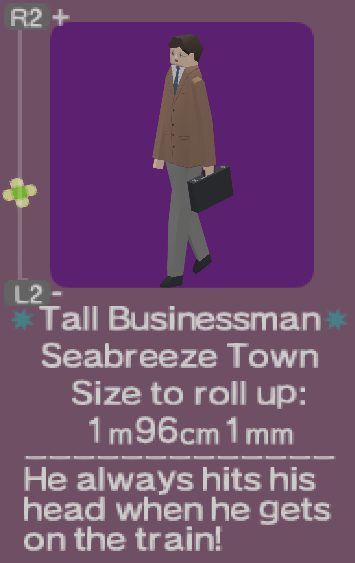 R2 +
L2 -
Tall Businessman
Seabreeze Town
Size to roll up:
1m96cm1mm
He always hits his
head when he gets
on the train!